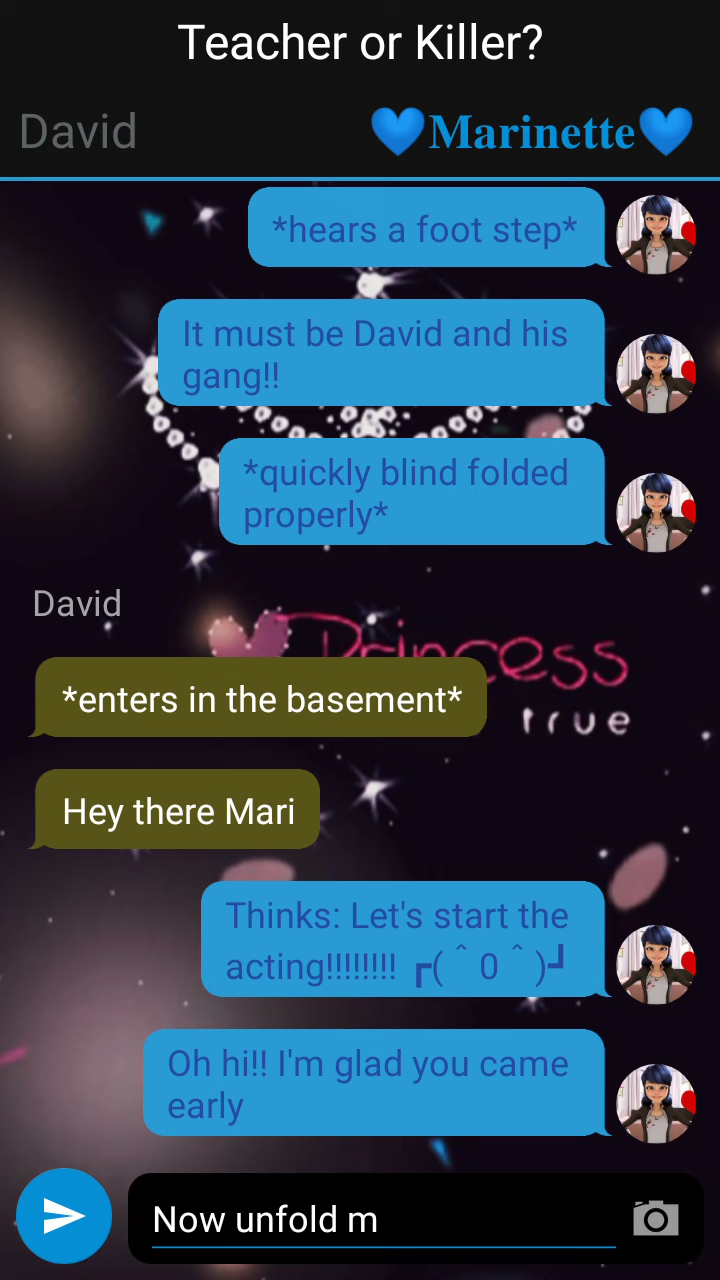 Teacher or Killer?
David
💙Marinette💙
*hears a foot step*
It must be David and his
gang!!
*quickly blind folded
properly*
David
Princess
true
*enters in the basement*
Hey there Mari
Thinks: Let's start the
acting!!!!!!!! ┏( ＾0＾)┛
Oh hi!! I'm glad you came
early
Now unfold m